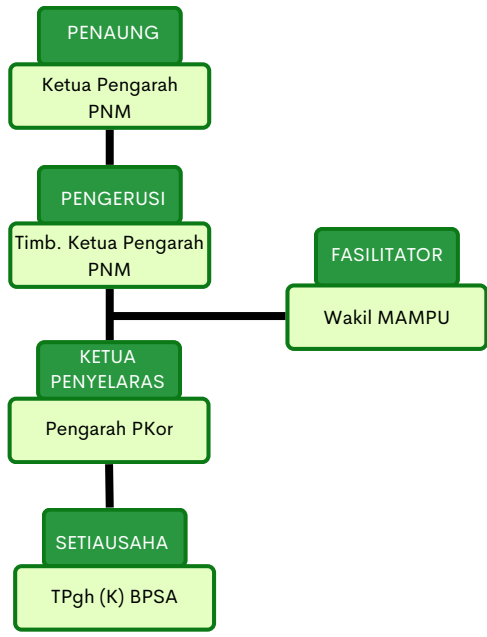 PENAUNG
Ketua Pengarah
PNM
PENGERUSI
Timb. Ketua Pengarah
PNM
FASILITATOR
Wakil MAMPU
KETUA
PENYELARAS
Pengarah PKor
SETIAUSAHA
TPgh (K) BPSA